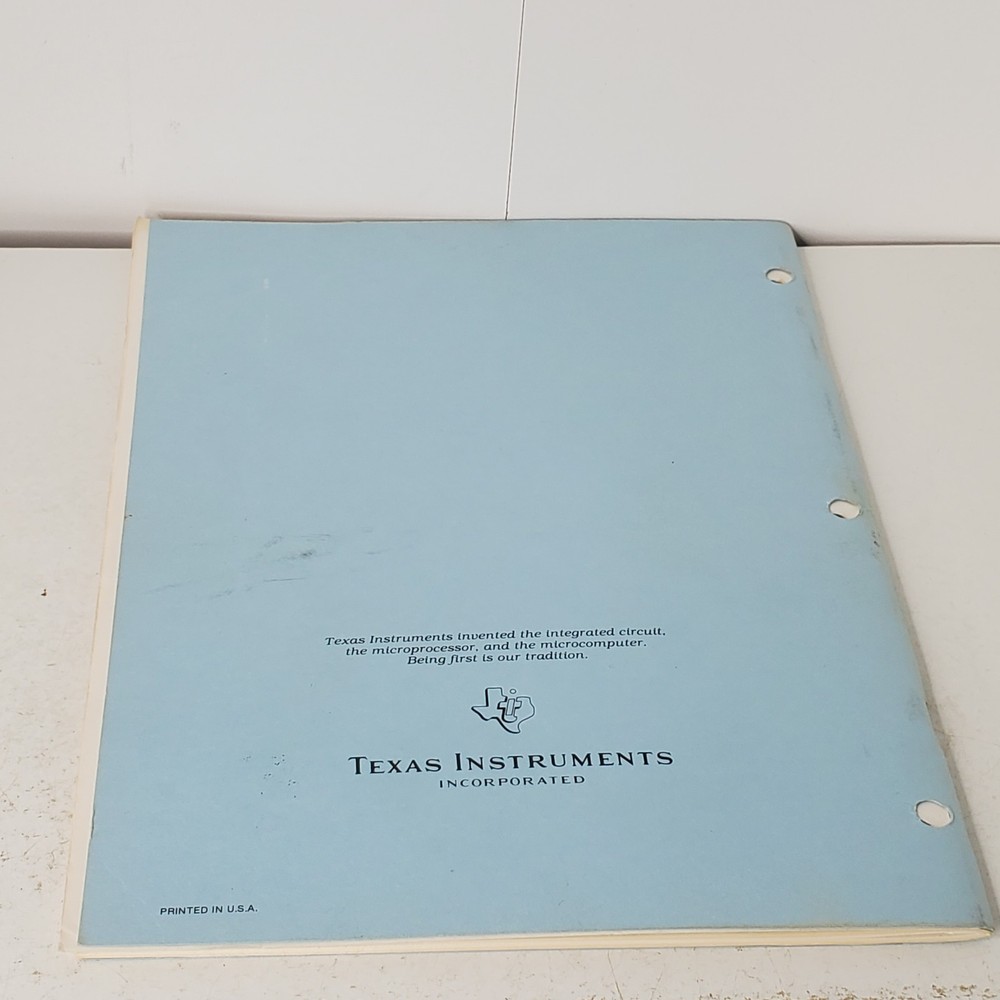 Texas Instruments invented the integrated circuit,
the microprocessor, and the microcomputer.
Being first is our tradition.
TEXAS INSTRUMENTS
INCORPORATED
PRINTED IN U.S.A.